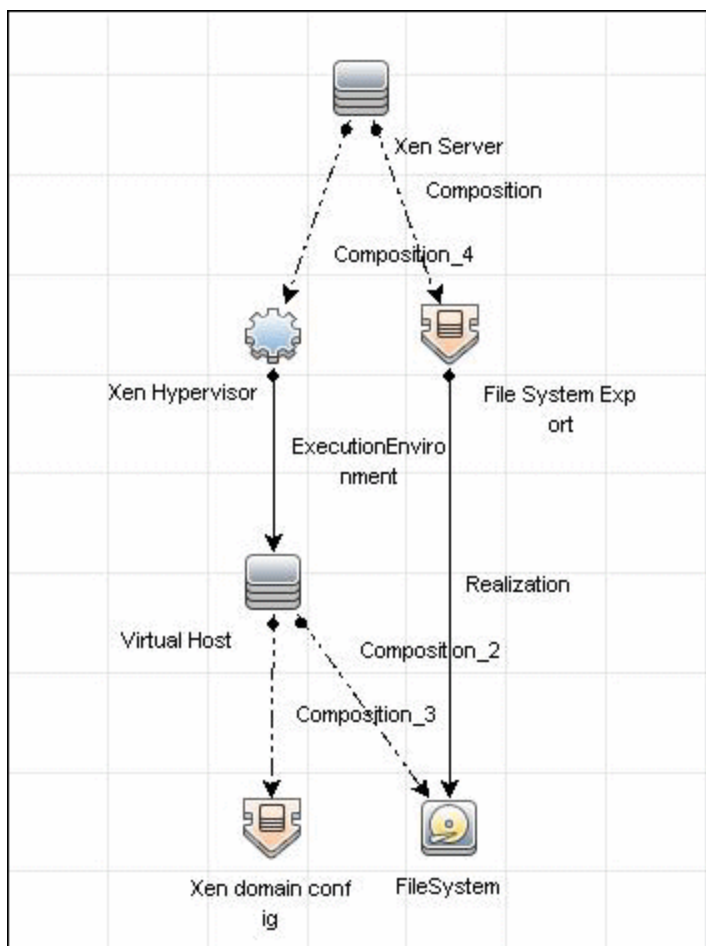 Xen Server
Composition
Composition_4
Xen Hypervisor
File System Exp
ort
ExecutionEnviro
nment
Realization
Virtual Host
Composition_2
Composition_3
Xen domain conf
ig
FileSystem